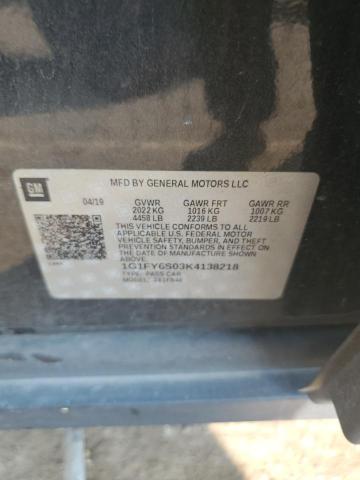 GM
MFD BY GENERAL MOTORS LLC
04/19 GVWR GAWR FRT GAWR RR
2022 KG 1016 KG 1007 KG
4458 LB 2239 LB 2219 LB
THIS VEHICLE CONFORMS TO ALL
APPLICABLE U.S. FEDERAL MOTOR
VEHICLE SAFETY, BUMPER, AND THEFT
PREVENTION STANDARDS IN EFFECT ON
THE DATE OF MANUFACTURE SHOWN
ABOVE.
1G1FY6S03K4138218
TYPE: PASS CAR
MODEL: